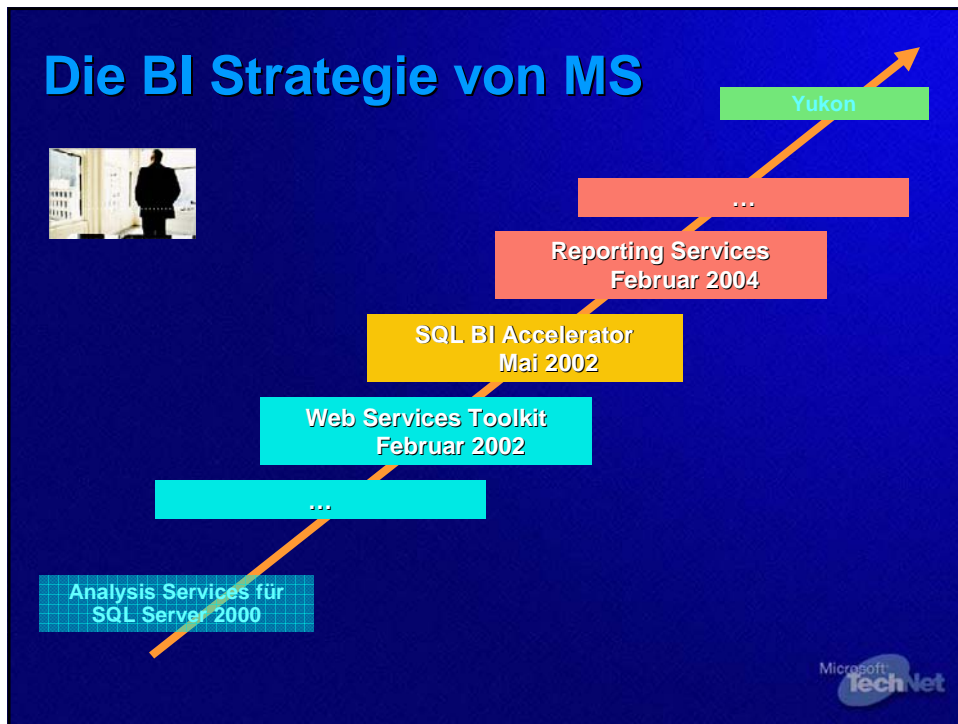 Die BI Strategie von MS
Yukon
…
Reporting Services
Februar 2004
SQL BI Accelerator
Mai 2002
Web Services Toolkit
Februar 2002
…
Analysis Services für
SQL Server 2000
Microsoft
TechNet